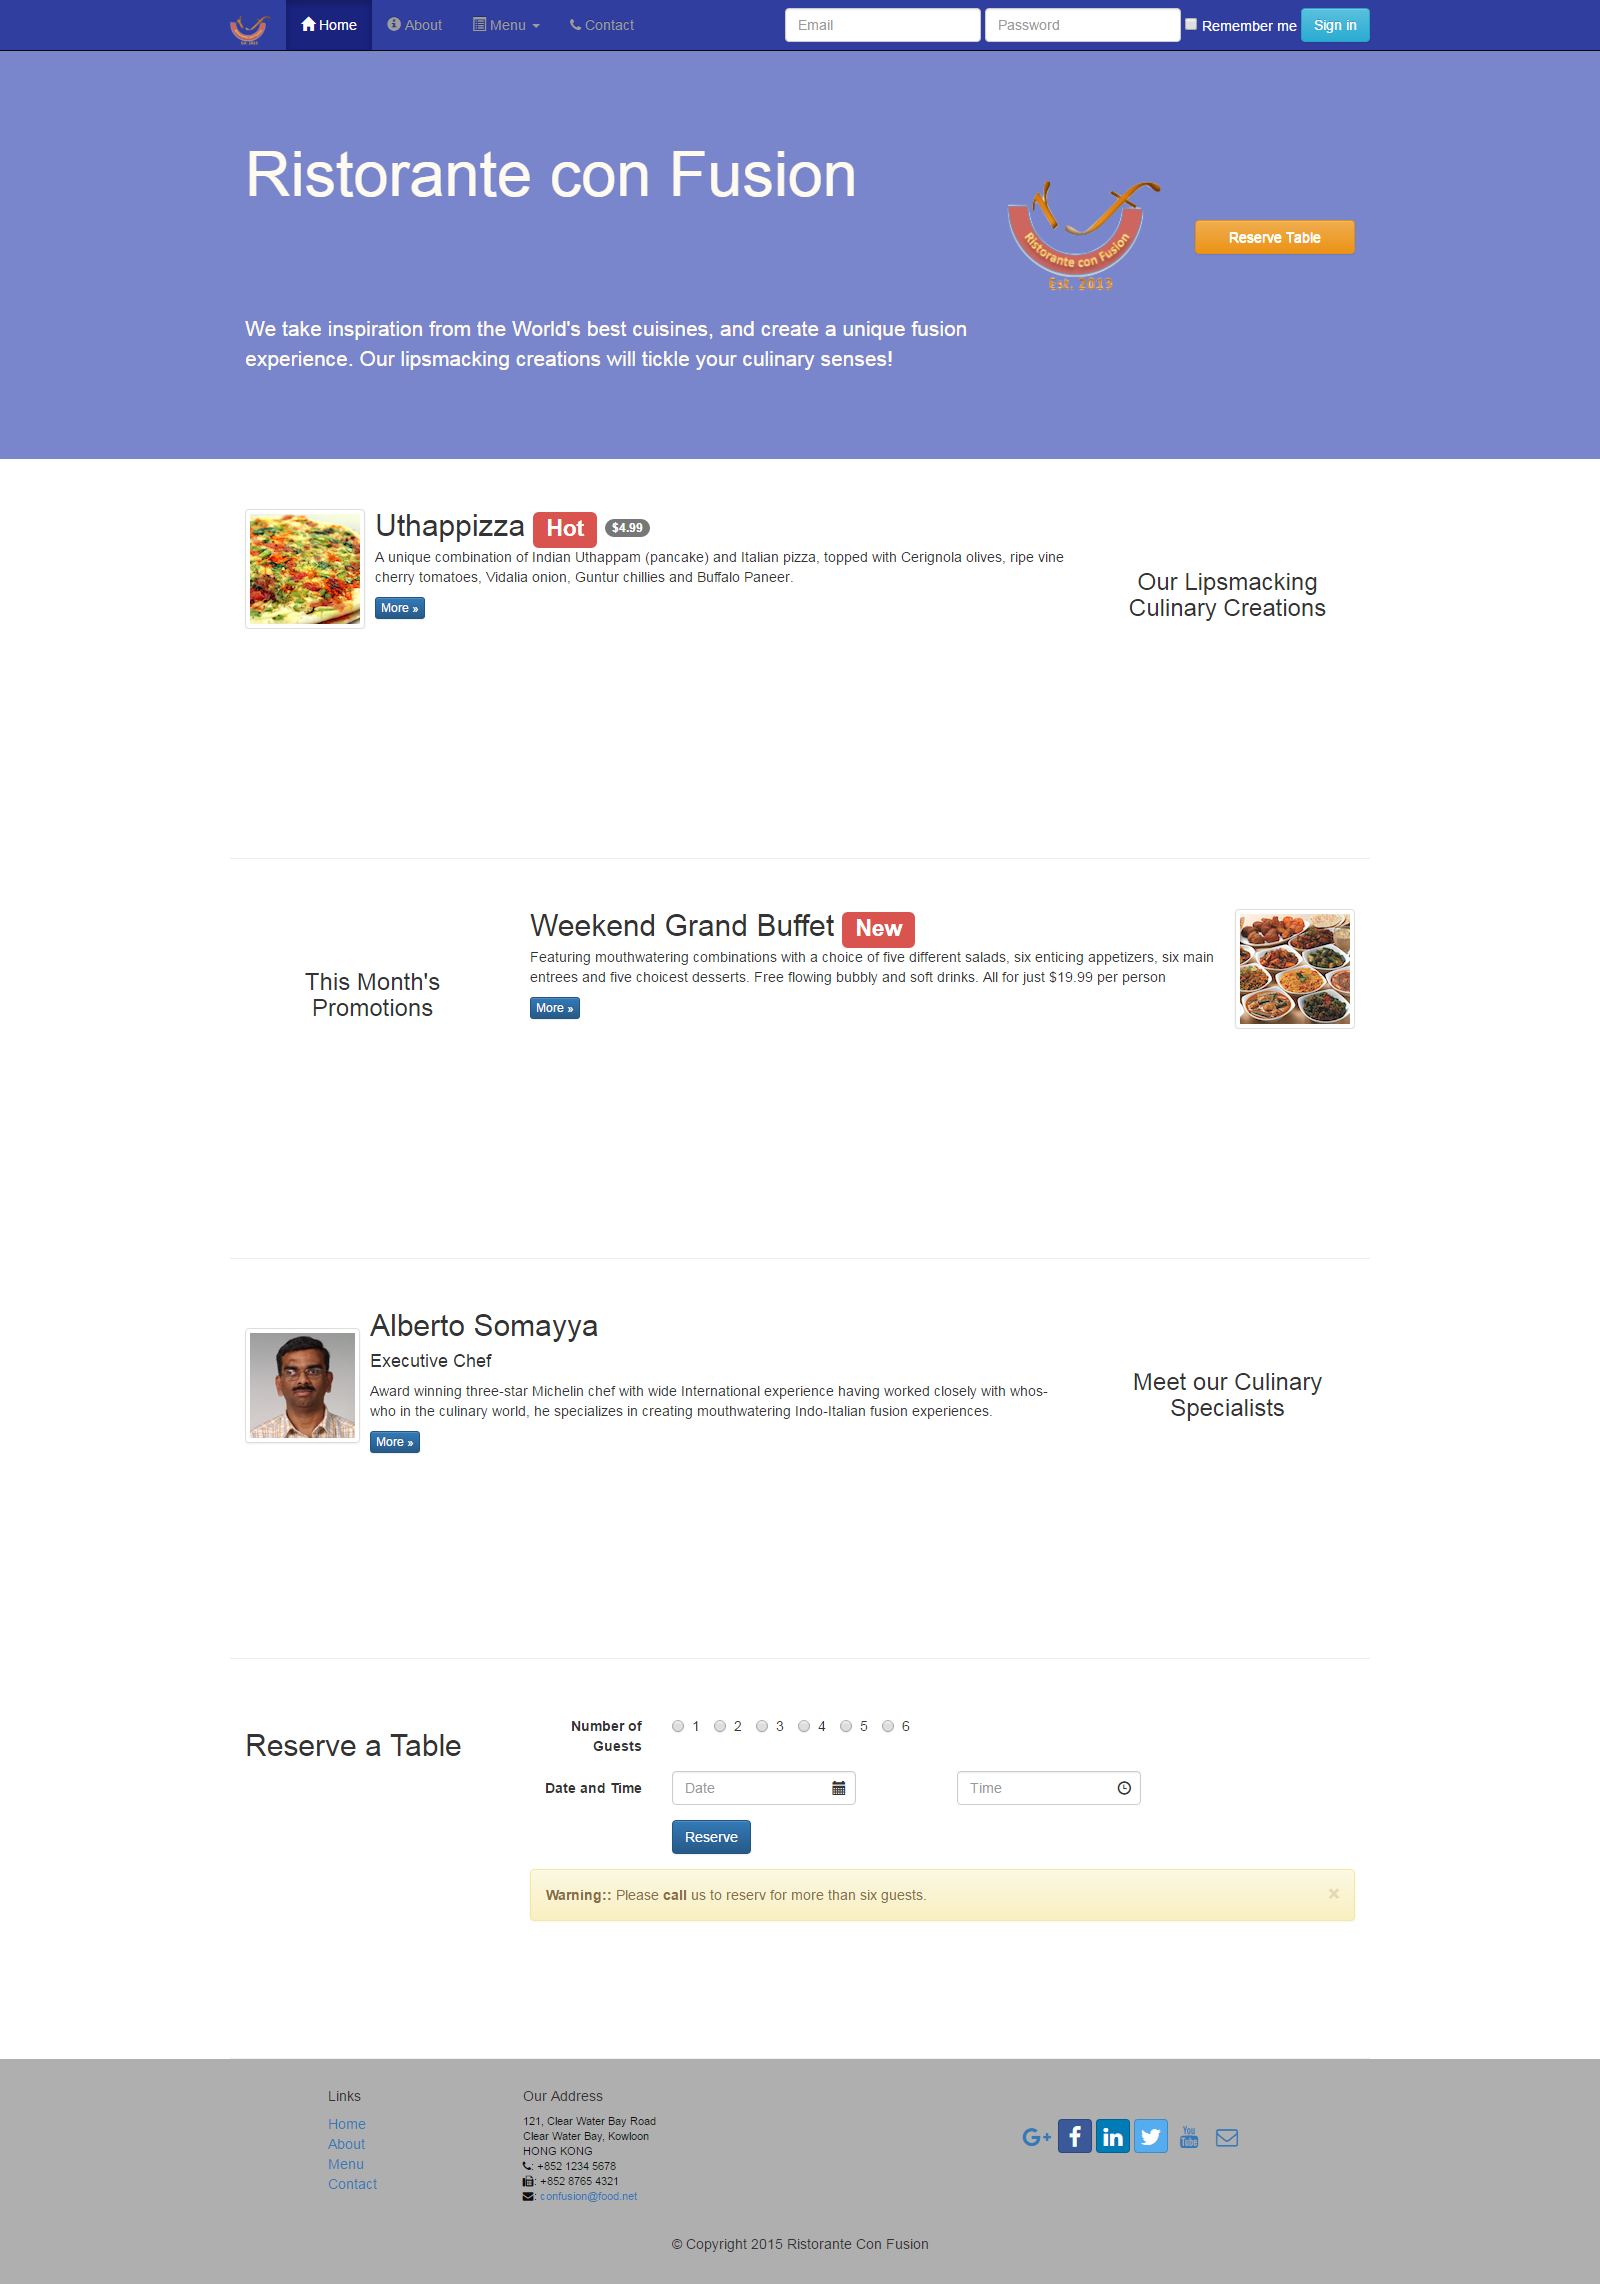 Home About Menu Contact Email Password Remember me Sign in
Ristorante con Fusion
Ristorante con Fusion
Est. 2013
Reserve Table
We take inspiration from the World's best cuisines, and create a unique fusion
experience. Our lipsmacking creations will tickle your culinary senses!
Uthappizza Hot $4.99
A unique combination of Indian Uthappam (pancake) and Italian pizza, topped with Cerignola olives, ripe vine
cherry tomatoes, Vidalia onion, Guntur chillies and Buffalo Paneer.
More »
Our Lipsmacking
Culinary Creations
This Month's
Promotions
Weekend Grand Buffet New
Featuring mouthwatering combinations with a choice of five different salads, six enticing appetizers, six main
entrees and five choicest desserts. Free flowing bubbly and soft drinks. All for just $19.99 per person
More »
Alberto Somayya
Executive Chef
Award winning three-star Michelin chef with wide International experience having worked closely with whos-
who in the culinary world, he specializes in creating mouthwatering Indo-Italian fusion experiences.
More »
Meet our Culinary
Specialists
Reserve a Table
Number of
Guests
1 2 3 4 5 6
Date and Time Date Time
Reserve
Warning:: Please call us to reserv for more than six guests. ×
Links
Home
About
Menu
Contact
Our Address
121, Clear Water Bay Road
Clear Water Bay, Kowloon
HONG KONG
: +852 1234 5678
: +852 8765 4321
: confusion@food.net
G+ f in You Tube
© Copyright 2015 Ristorante Con Fusion